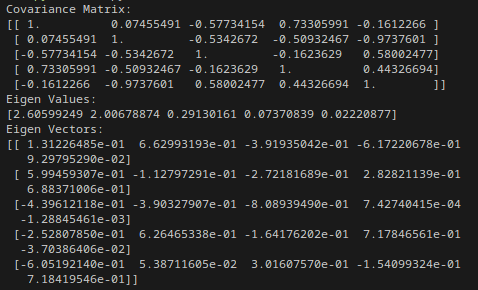 Covariance Matrix:
[[ 1.          0.07455491 -0.57734154  0.73305991 -0.1612266 ]
 [ 0.07455491  1.         -0.5342672  -0.50932467 -0.9737601 ]
 [-0.57734154 -0.5342672   1.         -0.1623629   0.58002477]
 [ 0.73305991 -0.50932467 -0.1623629   1.          0.44326694]
 [-0.1612266  -0.9737601   0.58002477  0.44326694  1.        ]]
Eigen Values:
[2.60599249 2.00678874 0.29130161 0.07370839 0.02220877]
Eigen Vectors:
[[ 1.31226485e-01  6.62993193e-01 -3.91935042e-01 -6.17220678e-01
   9.29795290e-02]
 [ 5.99459307e-01 -1.12797291e-01 -2.72181689e-01  2.82821139e-01
   6.88371006e-01]
 [-4.39612118e-01 -3.90327907e-01 -8.08939490e-01  7.42740415e-04
  -1.28845461e-03]
 [-2.52807850e-01  6.26465338e-01 -1.64176202e-01  7.17846561e-01
  -3.70386406e-02]
 [-6.05192140e-01  5.38711605e-02  3.01607570e-01 -1.54099324e-01
   7.18419546e-01]]